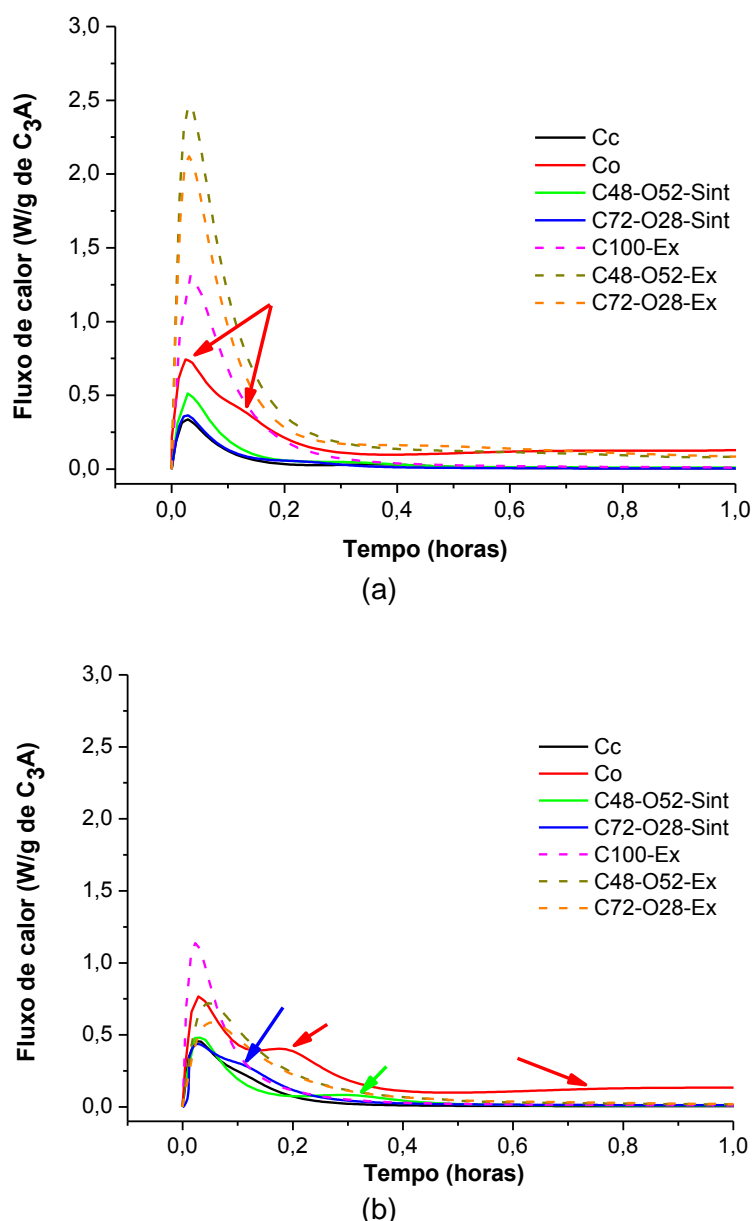 3,0
2,5
2,0
1,5
1,0
0,5
0,0
Fluxo de calor (W/g de C3A)
Cc
Co
C48-O52-Sint
C72-O28-Sint
C100-Ex
C48-O52-Ex
C72-O28-Ex
0,0 0,2 0,4 0,6 0,8 1,0
Tempo (horas)
(a)
3,0
2,5
2,0
1,5
1,0
0,5
0,0
Fluxo de calor (W/g de C3A)
Cc
Co
C48-O52-Sint
C72-O28-Sint
C100-Ex
C48-O52-Ex
C72-O28-Ex
0,0 0,2 0,4 0,6 0,8 1,0
Tempo (horas)
(b)